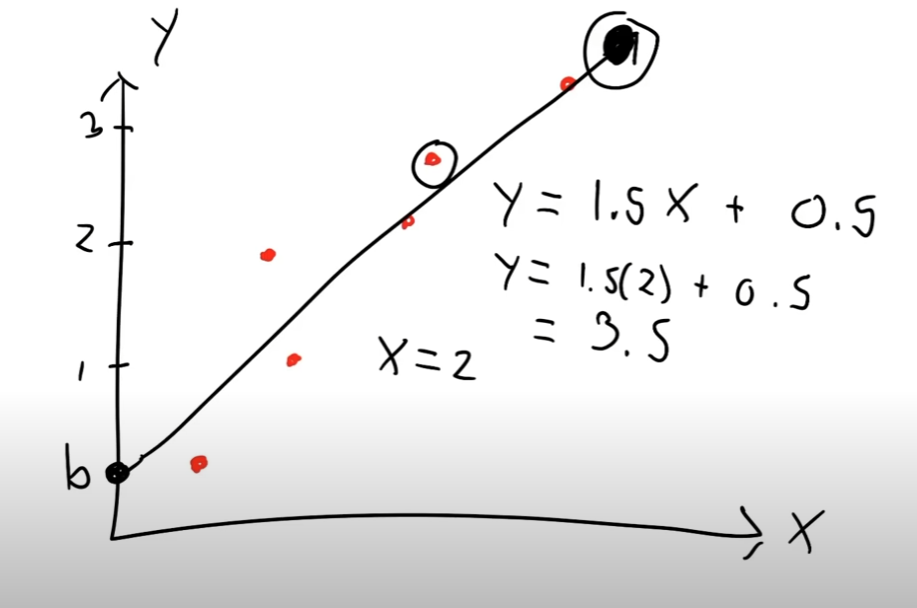 Y
3
2
1
b
Y = 1.5 X + 0.5
Y = 1.5(2) + 0.5
= 3.5
X = 2
X